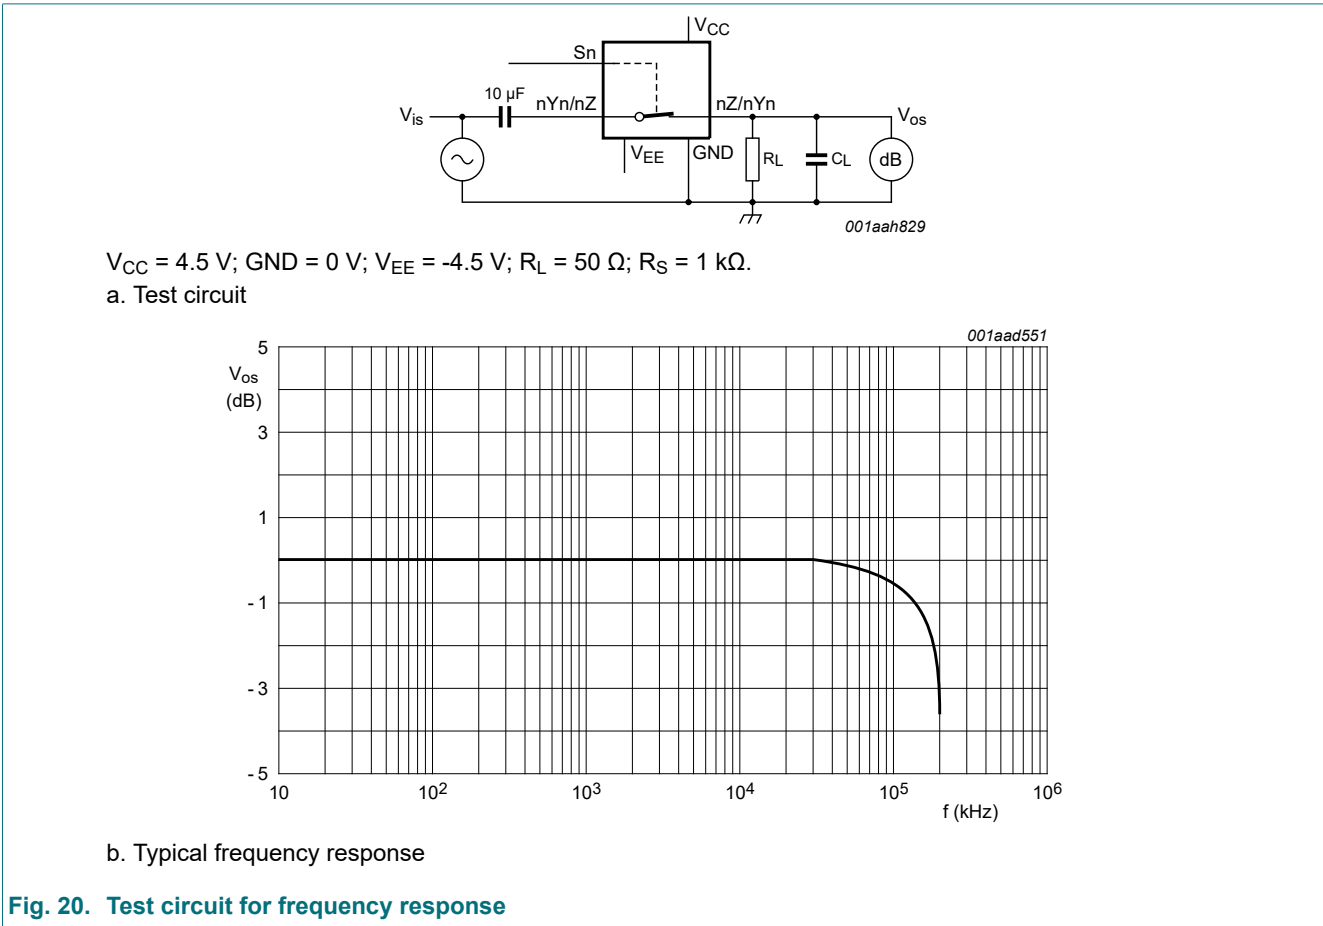 VCC
Sn
10 µF
nYn/nZ
nZ/nYn
Vis
Vos
VEE
GND
RL
CL
dB
001aah829
VCC = 4.5 V; GND = 0 V; VEE = -4.5 V; RL = 50 Ω; RS = 1 kΩ.
a. Test circuit
001aad551
5
Vos
(dB)
3
1
- 1
- 3
- 5
10
10²
10³
10⁴
10⁵
10⁶
f (kHz)
b. Typical frequency response
Fig. 20. Test circuit for frequency response